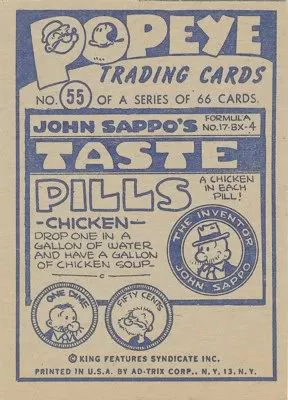 POPEYE
TRADING CARDS
NO. 55 OF A SERIES OF 66 CARDS.
JOHN SAPPO'S FORMULA NO. 17-BX-4
TASTE
PILLS
A CHICKEN IN EACH PILL!
-CHICKEN-
DROP ONE IN A
GALLON OF WATER
AND HAVE A GALLON
OF CHICKEN SOUP-
THE INVENTOR
JOHN SAPPO
ONE DIME
FIFTY CENTS
© KING FEATURES SYNDICATE INC.
PRINTED IN U.S.A. BY AD-TRIX CORP., N.Y. 13, N.Y.